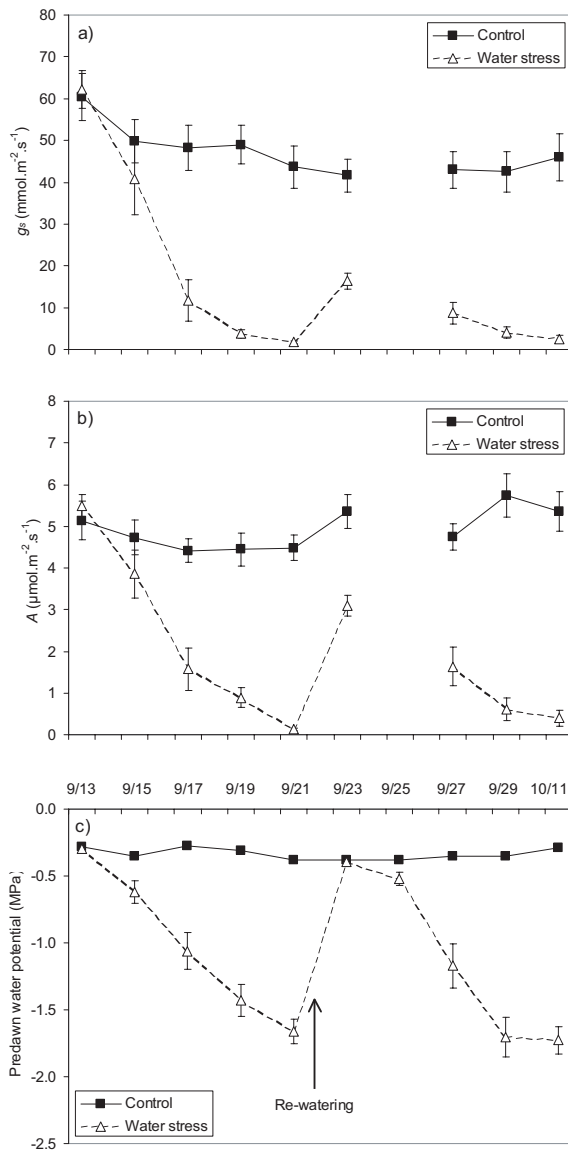 a)
Control
Water stress
80
70
60
50
40
30
20
10
0
gs (mmol.m-2.s-1)
b)
Control
Water stress
8
7
6
5
4
3
2
1
0
A (µmol.m-2.s-1)
9/13 9/15 9/17 9/19 9/21 9/23 9/25 9/27 9/29 10/11
c)
0.0
-0.5
-1.0
-1.5
-2.0
-2.5
Predawn water potential (MPa)
Re-watering
Control
Water stress